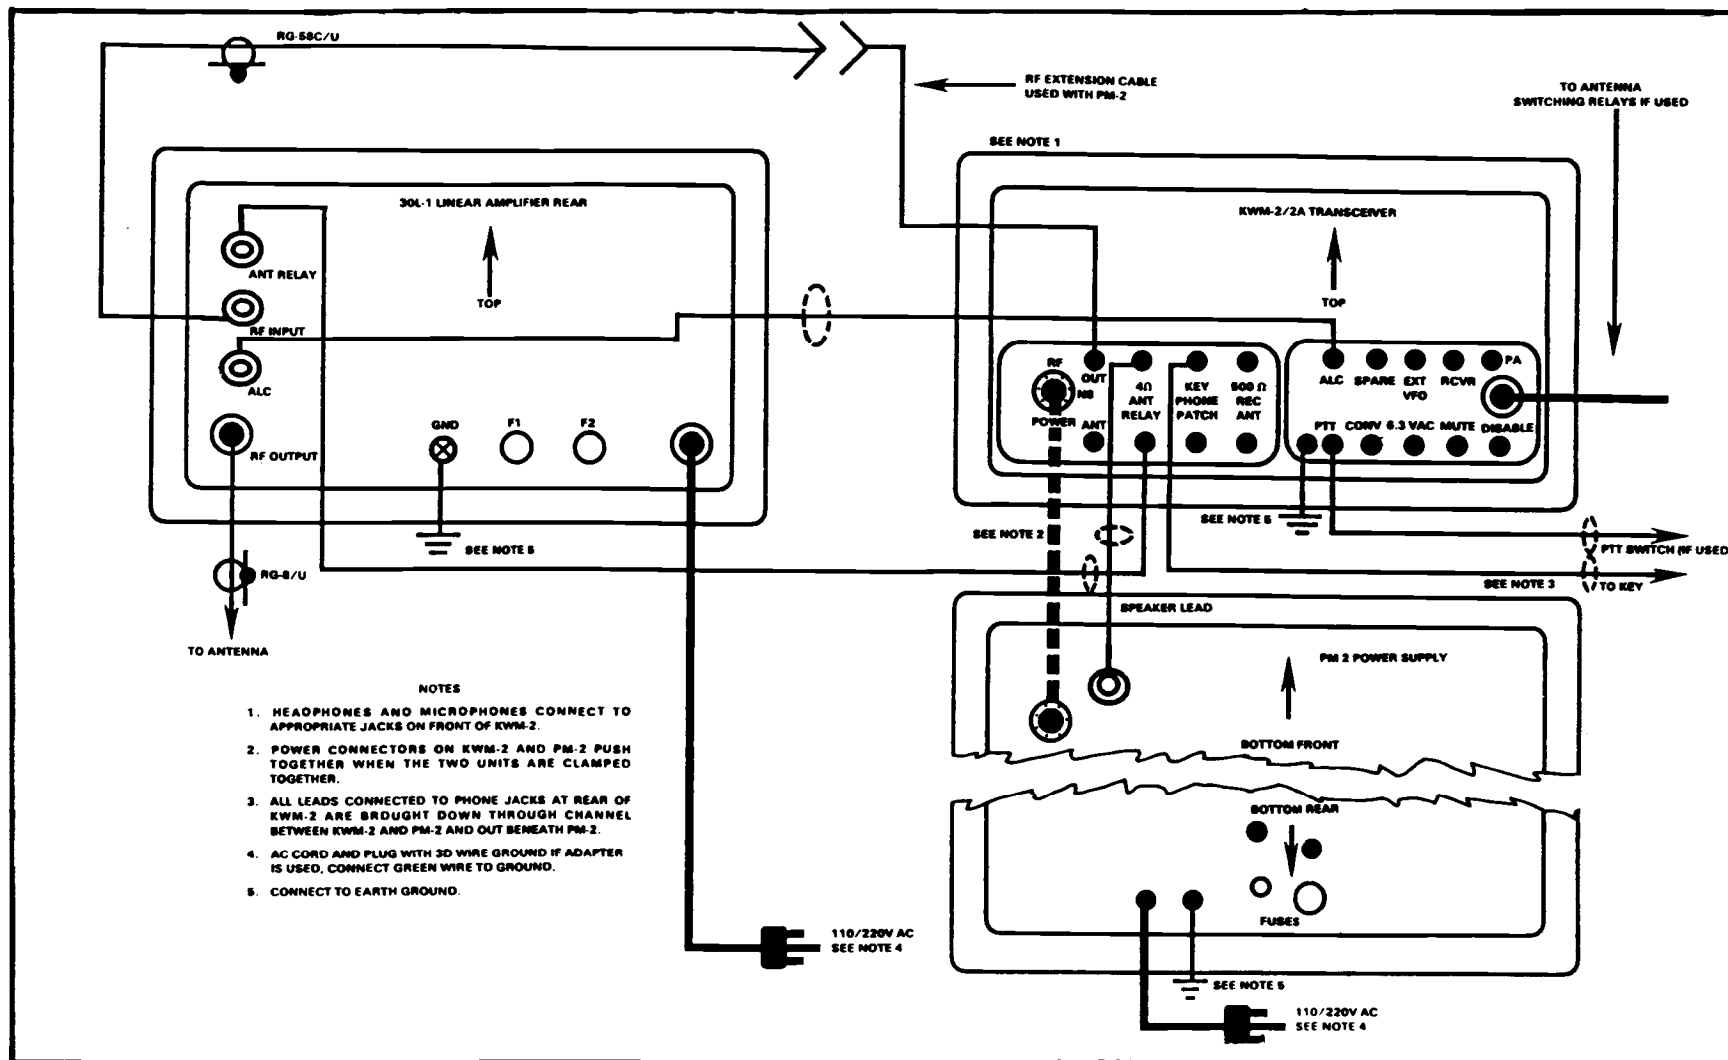 RG-58C/U
RF EXTENSION CABLE
USED WITH PM-2
TO ANTENNA
SWITCHING RELAYS IF USED
SEE NOTE 1
30L-1 LINEAR AMPLIFIER REAR
TOP
ANT RELAY
RF INPUT
ALC
RF OUTPUT
GND
F1
F2
SEE NOTE 5
RG-8/U
TO ANTENNA
KWM-2/2A TRANSCEIVER
TOP
RF
OUT
NB
POWER
ANT
4Ω
ANT
RELAY
KEY
PHONE
PATCH
500 Ω
REC
ANT
ALC
SPARE
EXT
VFO
RCVR
PA
PTT
CONV
6.3 VAC
MUTE
DISABLE
SEE NOTE 2
SEE NOTE 5
PTT SWITCH (IF USED
SEE NOTE 3
TO KEY
SPEAKER LEAD
PM 2 POWER SUPPLY
BOTTOM FRONT
BOTTOM REAR
FUSES
SEE NOTE 5
110/220V AC
SEE NOTE 4
110/220V AC
SEE NOTE 4
NOTES
1. HEADPHONES AND MICROPHONES CONNECT TO
APPROPRIATE JACKS ON FRONT OF KWM-2.
2. POWER CONNECTORS ON KWM-2 AND PM-2 PUSH
TOGETHER WHEN THE TWO UNITS ARE CLAMPED
TOGETHER.
3. ALL LEADS CONNECTED TO PHONE JACKS AT REAR OF
KWM-2 ARE BROUGHT DOWN THROUGH CHANNEL
BETWEEN KWM-2 AND PM-2 AND OUT BENEATH PM-2.
4. AC CORD AND PLUG WITH 3D WIRE GROUND IF ADAPTER
IS USED, CONNECT GREEN WIRE TO GROUND.
5. CONNECT TO EARTH GROUND.